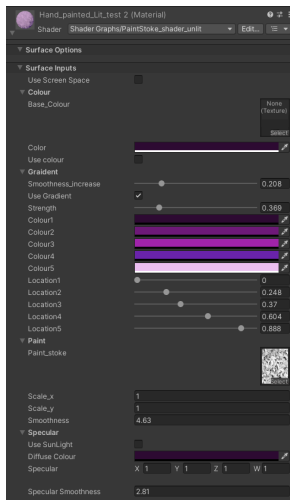 Hand_painted_Lit_test 2 (Material)
Shader Shader Graphs/PaintStoke_shader_unlit Edit...
Surface Options
Surface Inputs
Use Screen Space
Colour
Base_Colour
None
(Texture)
Select
Color
Use colour
Graident
Smoothness_increase 0.208
Use Gradient
Strength 0.369
Colour1
Colour2
Colour3
Colour4
Colour5
Location1 0
Location2 0.248
Location3 0.37
Location4 0.604
Location5 0.888
Paint
Paint_stoke
Select
Scale_x 1
Scale_y 1
Smoothness 4.63
Specular
Use SunLight
Diffuse Colour
Specular X 1 Y 1 Z 1 W 1
Specular Smoothness 2.81